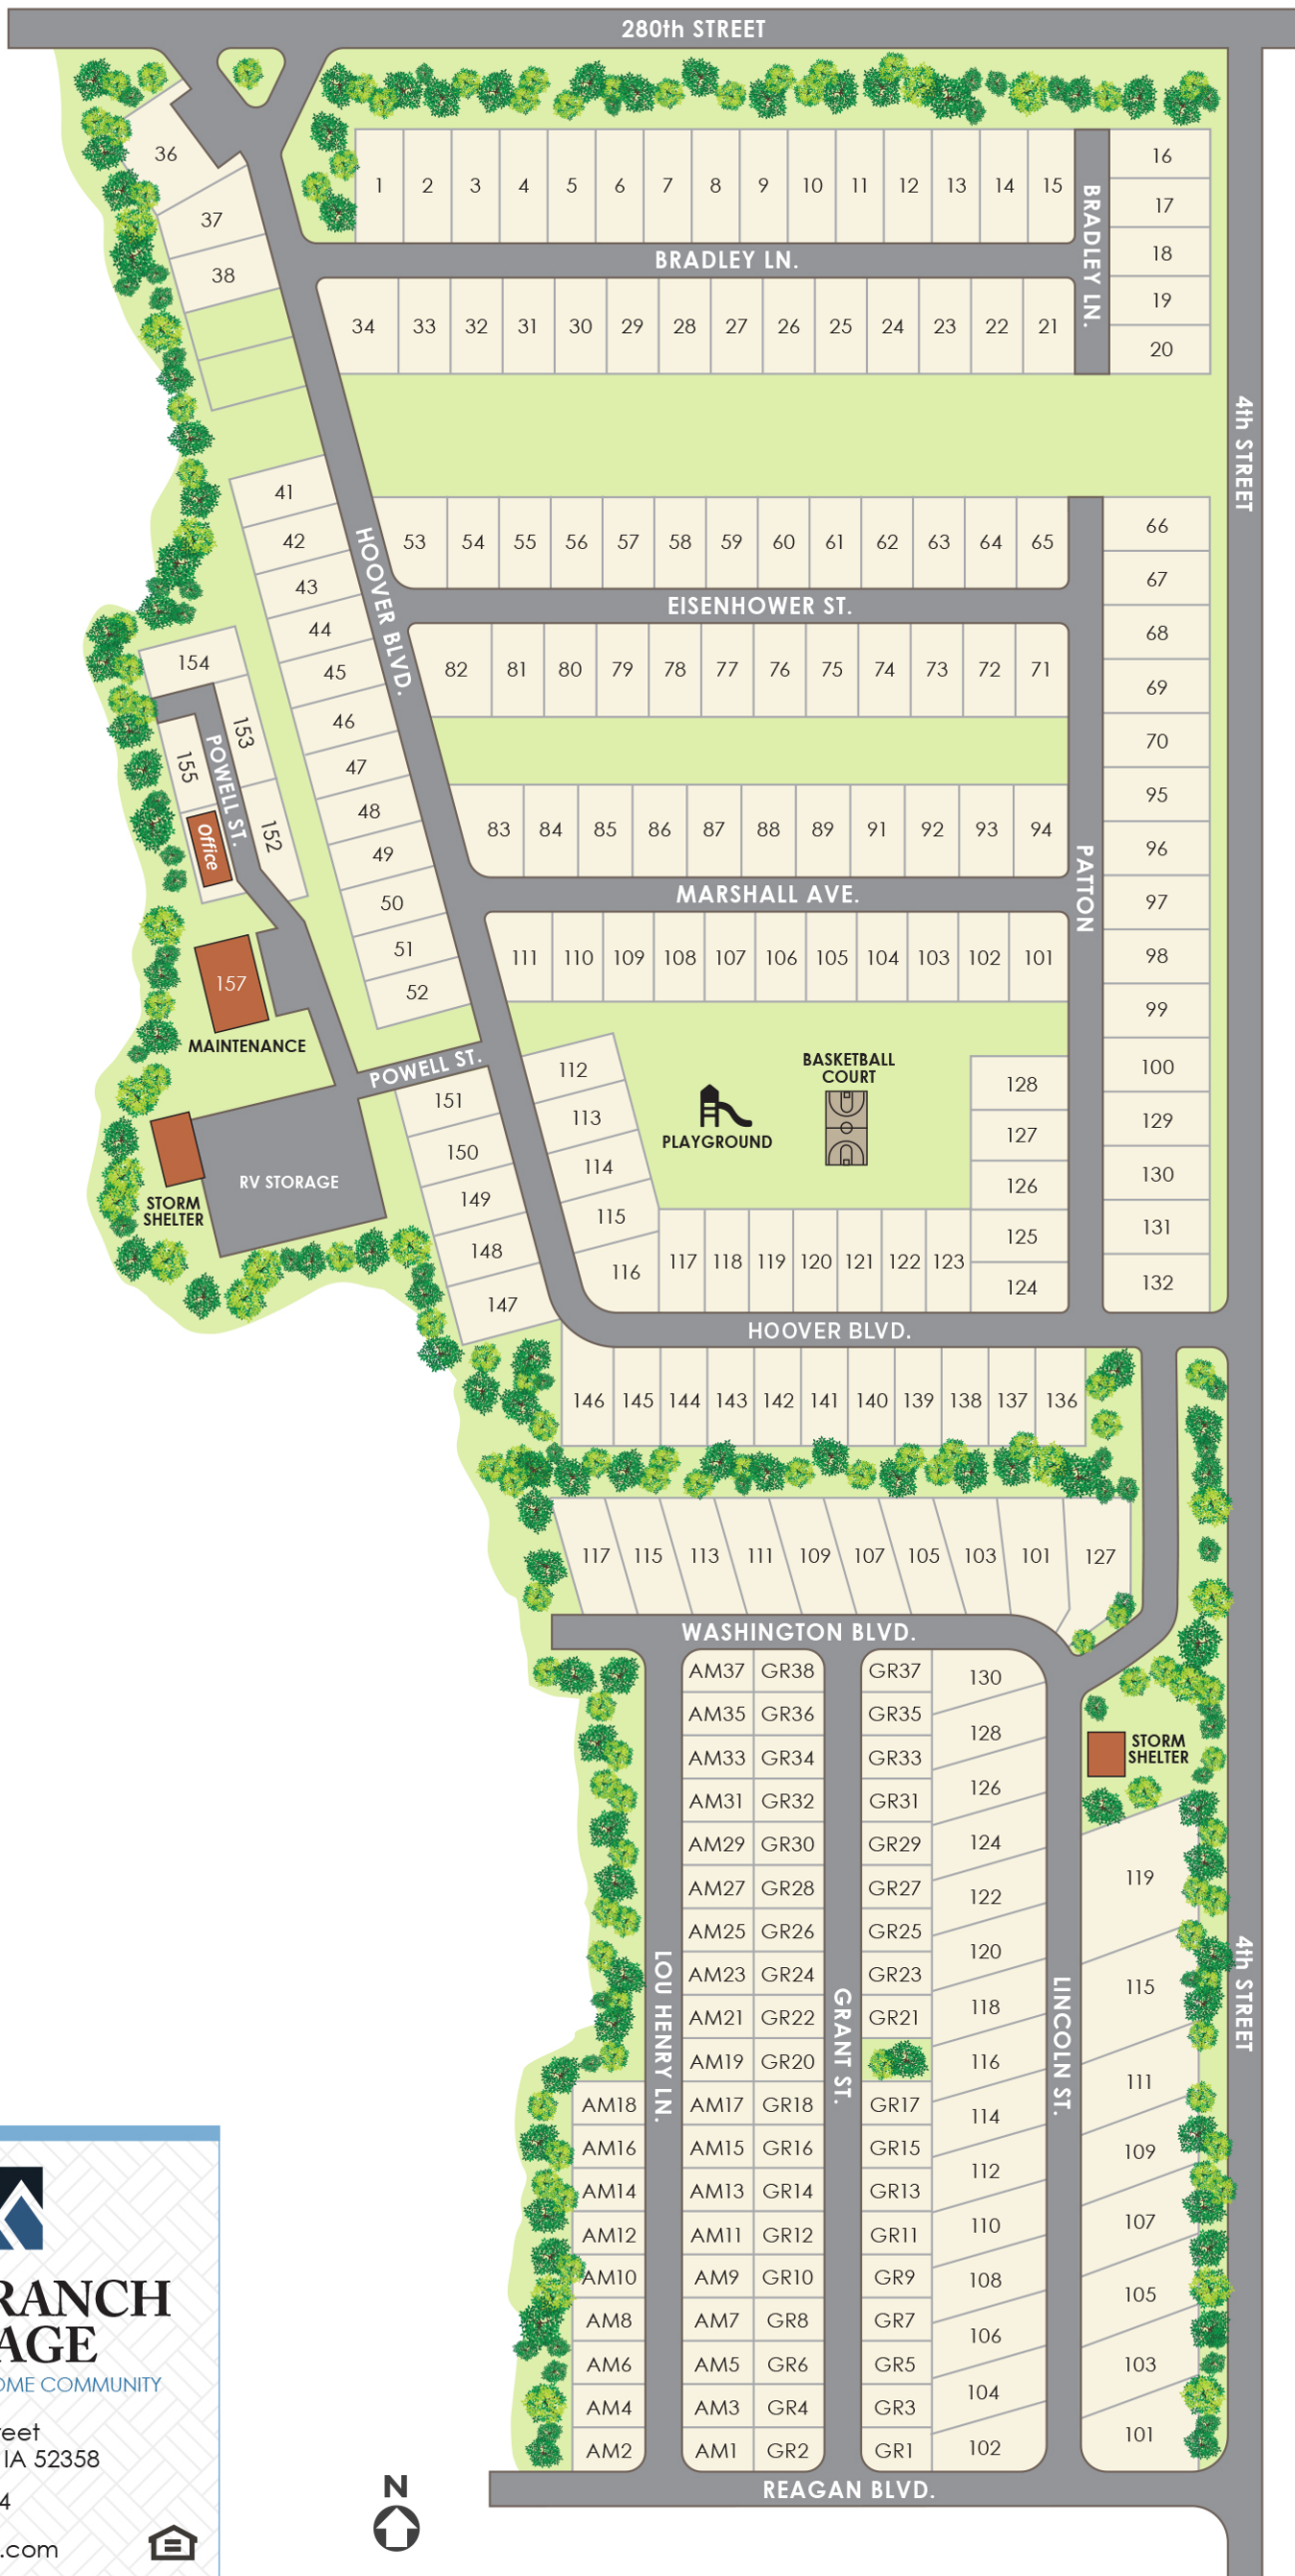 280th STREET
36
1 2 3 4 5 6 7 8 9 10 11 12 13 14 15
16
17
18
19
20
BRADLEY LN.
37
38
BRADLEY LN.
34 33 32 31 30 29 28 27 26 25 24 23 22 21
4th STREET
41
42
43
44
45
46
47
48
49
50
51
52
HOOVER BLVD.
53 54 55 56 57 58 59 60 61 62 63 64 65
66
67
68
69
70
95
96
97
98
99
100
129
130
131
132
EISENHOWER ST.
82 81 80 79 78 77 76 75 74 73 72 71
154
153
155
152
POWELL ST.
Office
83 84 85 86 87 88 89 91 92 93 94
PATTON
MARSHALL AVE.
111 110 109 108 107 106 105 104 103 102 101
157
MAINTENANCE
POWELL ST.
112
113
114
115
116
BASKETBALL
COURT
PLAYGROUND
128
127
126
125
124
151
150
149
148
147
RV STORAGE
STORM
SHELTER
117 118 119 120 121 122 123
HOOVER BLVD.
146 145 144 143 142 141 140 139 138 137 136
117 115 113 111 109 107 105 103 101 127
WASHINGTON BLVD.
AM37 GR38 GR37
AM35 GR36 GR35
AM33 GR34 GR33
AM31 GR32 GR31
AM29 GR30 GR29
AM27 GR28 GR27
AM25 GR26 GR25
AM23 GR24 GR23
AM21 GR22 GR21
AM19 GR20
AM18 AM17 GR18 GR17
AM16 AM15 GR16 GR15
AM14 AM13 GR14 GR13
AM12 AM11 GR12 GR11
AM10 AM9 GR10 GR9
AM8 AM7 GR8 GR7
AM6 AM5 GR6 GR5
AM4 AM3 GR4 GR3
AM2 AM1 GR2 GR1
130
128
126
124
122
120
118
116
114
112
110
108
106
104
102
STORM
SHELTER
119
115
111
109
107
105
103
101
LOU HENRY LN.
GRANT ST.
LINCOLN ST.
4th STREET
REAGAN BLVD.
RANCH
AGE
OME COMMUNITY
reet
IA 52358
4
.com
N